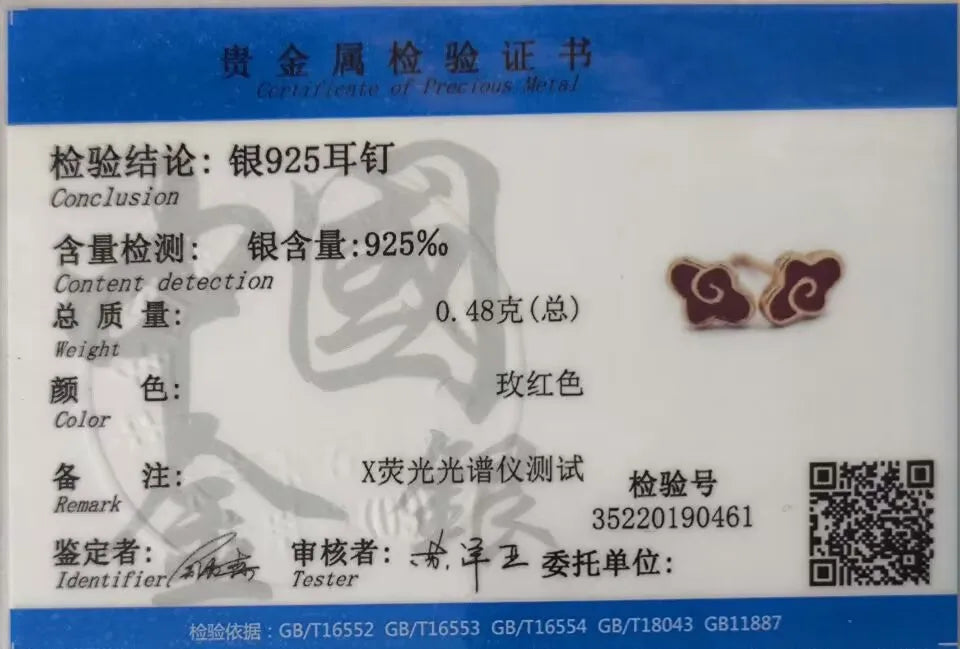 贵金属检验证书
Certificate of Precious Metal
检验结论: 银925耳钉
Conclusion
含量检测: 银含量:925‰
Content detection
总质量: 0.48克(总)
Weight
颜色: 玫红色
Color
备注: X荧光光谱仪测试
Remark
检验号
35220190461
鉴定者: 审核者: 委托单位:
Identifier Tester
检验依据：GB/T16552 GB/T16553 GB/T16554 GB/T18043 GB11887
中國
金銀